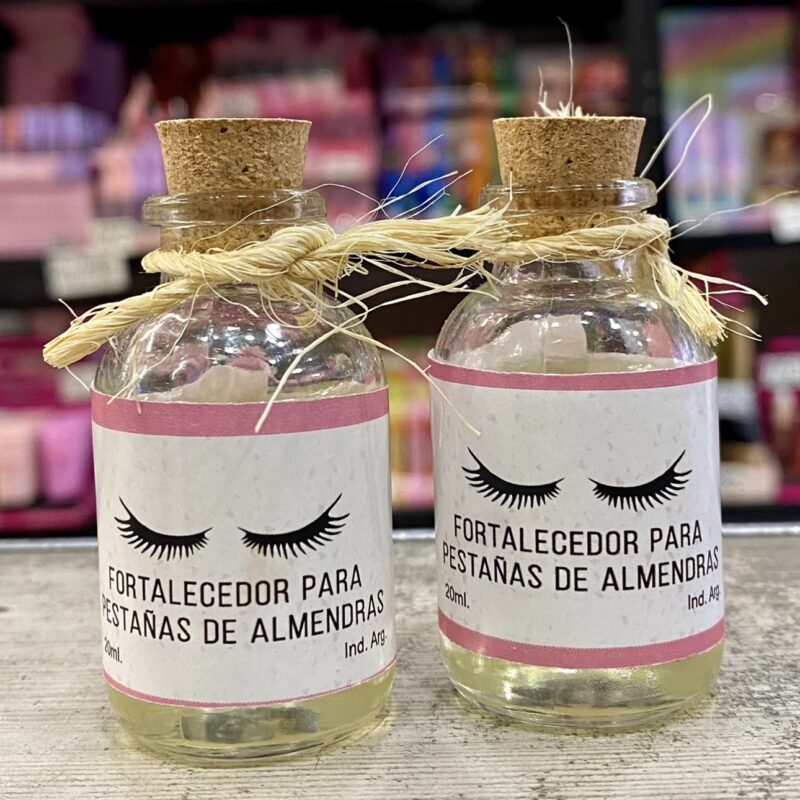 FORTALECEDOR PARA
PESTAÑAS DE ALMENDRAS
20ml.
Ind. Arg.
FORTALECEDOR PARA
PESTAÑAS DE ALMENDRAS
20ml.
Ind. Arg.